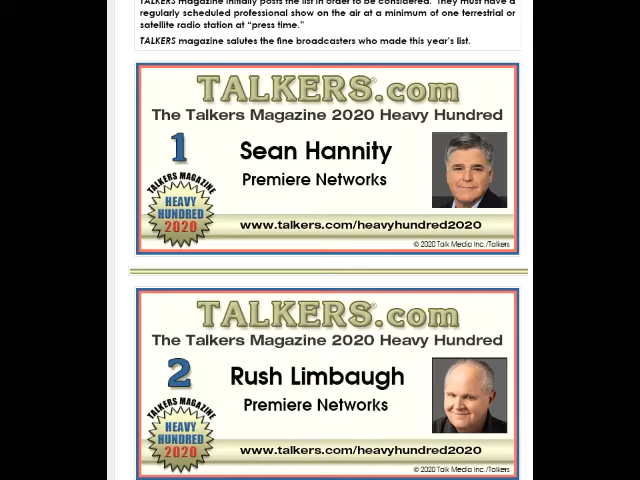 TALKERS magazine initially posts the list in order to be considered. They must have a
regularly scheduled professional show on the air at a minimum of one terrestrial or
satellite radio station at “press time.”
TALKERS magazine salutes the fine broadcasters who made this year’s list.
TALKERS.com
The Talkers Magazine 2020 Heavy Hundred
1
Sean Hannity
Premiere Networks
TALKERS MAGAZINE
HEAVY
HUNDRED
2020
www.talkers.com/heavyhundred2020
© 2020 Talk Media Inc./Talkers
TALKERS.com
The Talkers Magazine 2020 Heavy Hundred
2
Rush Limbaugh
Premiere Networks
TALKERS MAGAZINE
HEAVY
HUNDRED
2020
www.talkers.com/heavyhundred2020
© 2020 Talk Media Inc./Talkers